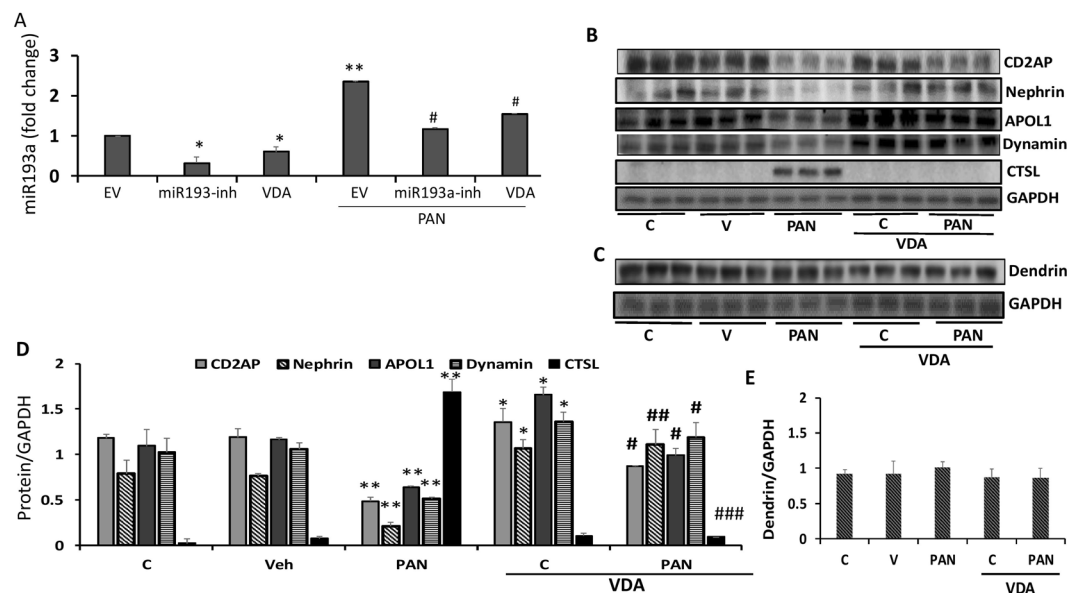 A
miR193a (fold change)
3
2
1
0
**
*
*
#
#
EV miR193-inh VDA EV miR193a-inh VDA
PAN
B
CD2AP
Nephrin
APOL1
Dynamin
CTSL
GAPDH
C V PAN C PAN
VDA
C
Dendrin
GAPDH
C V PAN C PAN
VDA
D
CD2AP Nephrin APOL1 Dynamin CTSL
Protein/GAPDH
2
1.5
1
0.5
0
** ** ** ** **
* * * *
# ## # # ###
C Veh PAN C PAN
VDA
E
Dendrin/GAPDH
2
1.5
1
0.5
0
C V PAN C PAN
VDA